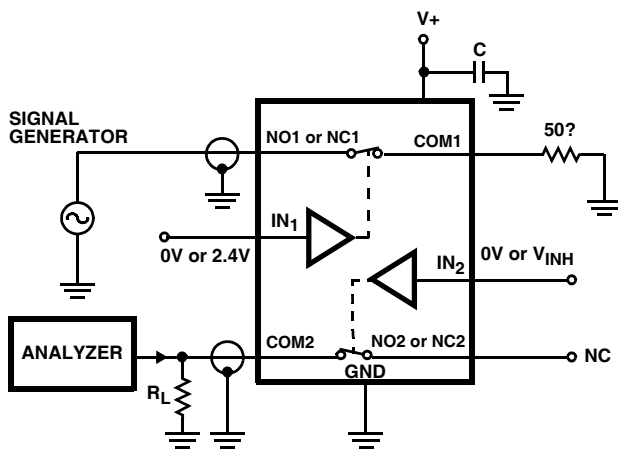 V+
C
SIGNAL
GENERATOR
NO1 or NC1
COM1
50?
IN1
0V or 2.4V
IN2
0V or VINH
ANALYZER
COM2
NO2 or NC2
NC
RL
GND